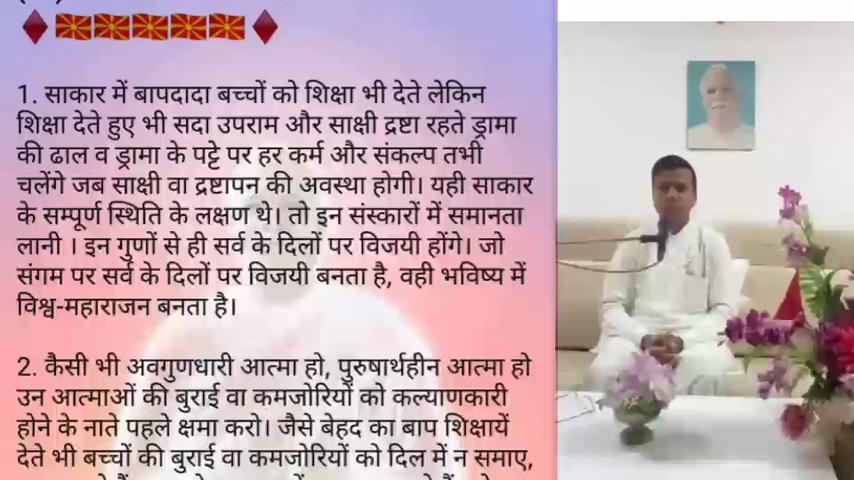 1. साकार में बापदादा बच्चों को शिक्षा भी देते लेकिन
शिक्षा देते हुए भी सदा उपराम और साक्षी द्रष्टा रहते ड्रामा
की ढाल व ड्रामा के पट्टे पर हर कर्म और संकल्प तभी
चलेंगे जब साक्षी वा द्रष्टापन की अवस्था होगी। यही साकार
के सम्पूर्ण स्थिति के लक्षण थे। तो इन संस्कारों में समानता
लानी । इन गुणों से ही सर्व के दिलों पर विजयी होंगे। जो
संगम पर सर्व के दिलों पर विजयी बनता है, वही भविष्य में
विश्व-महाराजन बनता है।
2. कैसी भी अवगुणधारी आत्मा हो, पुरुषार्थहीन आत्मा हो
उन आत्माओं की बुराई वा कमजोरियों को कल्याणकारी
होने के नाते पहले क्षमा करो। जैसे बेहद का बाप शिक्षायें
देते भी बच्चों की बुराई वा कमजोरियों को दिल में न समाए,